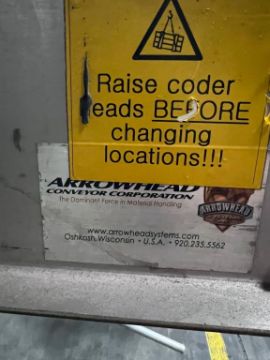 Raise coder
eads BEFORE
changing
locations!!!
ARROWHEAD
CONVEYOR CORPORATION
The Dominant Force in Material Handling
ARROWHEAD
www.arrowheadsystems.com
Oshkosh, Wisconsin • U.S.A. • 920.235.5562